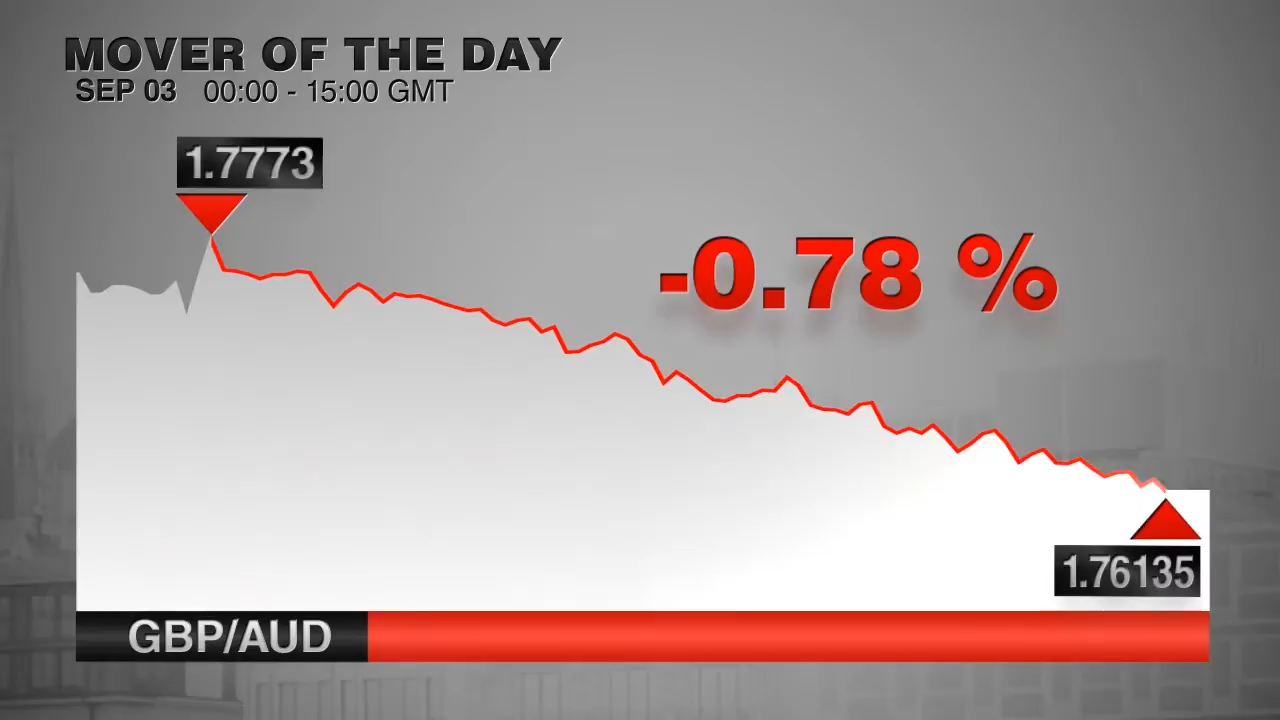 MOVER OF THE DAY
SEP 03 00:00 - 15:00 GMT
1.7773
-0.78 %
1.76135
GBP/AUD